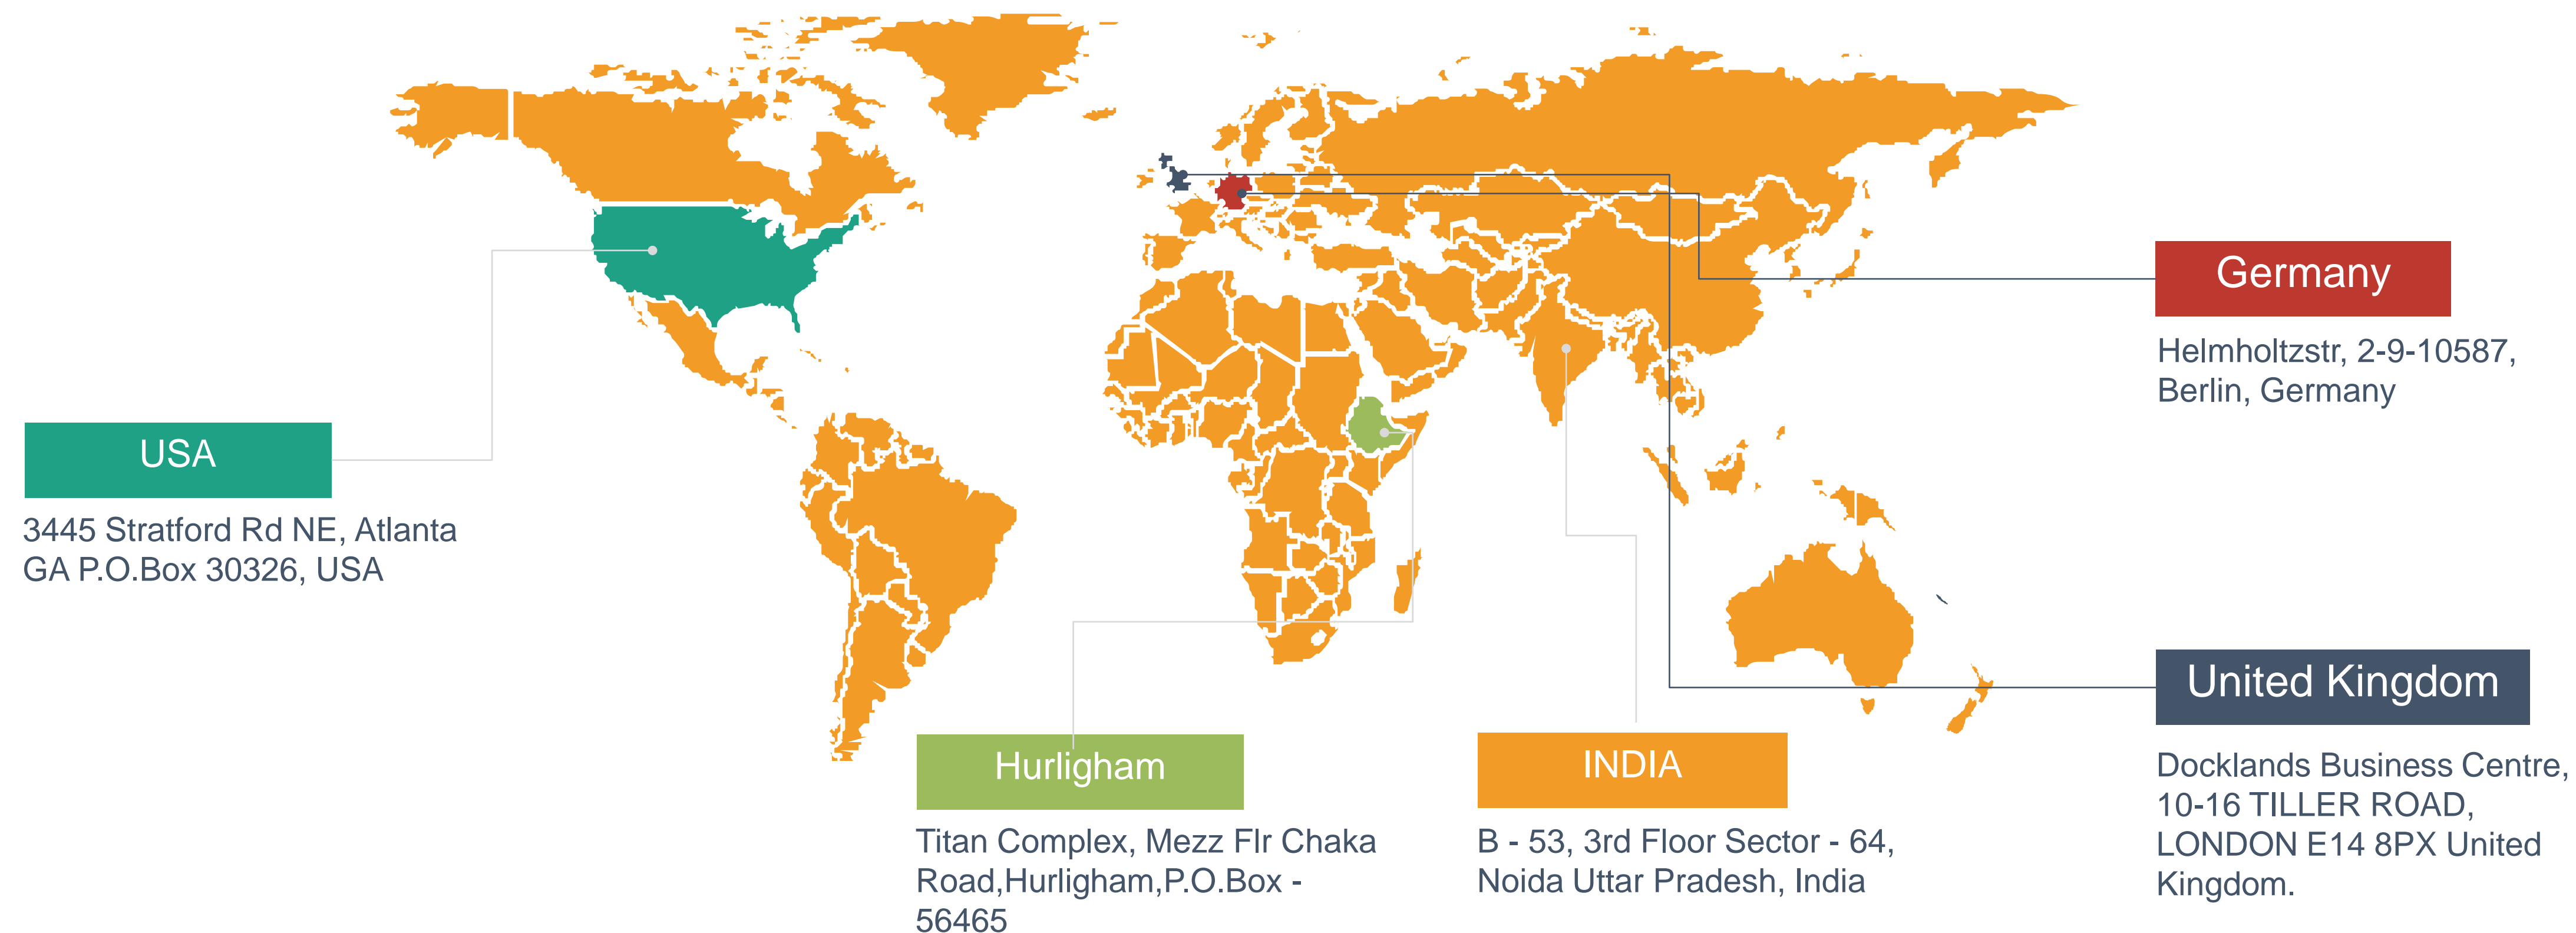 Germany
Helmholtzstr, 2-9-10587,
Berlin, Germany
USA
3445 Stratford Rd NE, Atlanta
GA P.O.Box 30326, USA
United Kingdom
Docklands Business Centre,
10-16 TILLER ROAD,
LONDON E14 8PX United
Kingdom.
Hurligham
Titan Complex, Mezz Flr Chaka
Road,Hurligham,P.O.Box -
56465
INDIA
B - 53, 3rd Floor Sector - 64,
Noida Uttar Pradesh, India